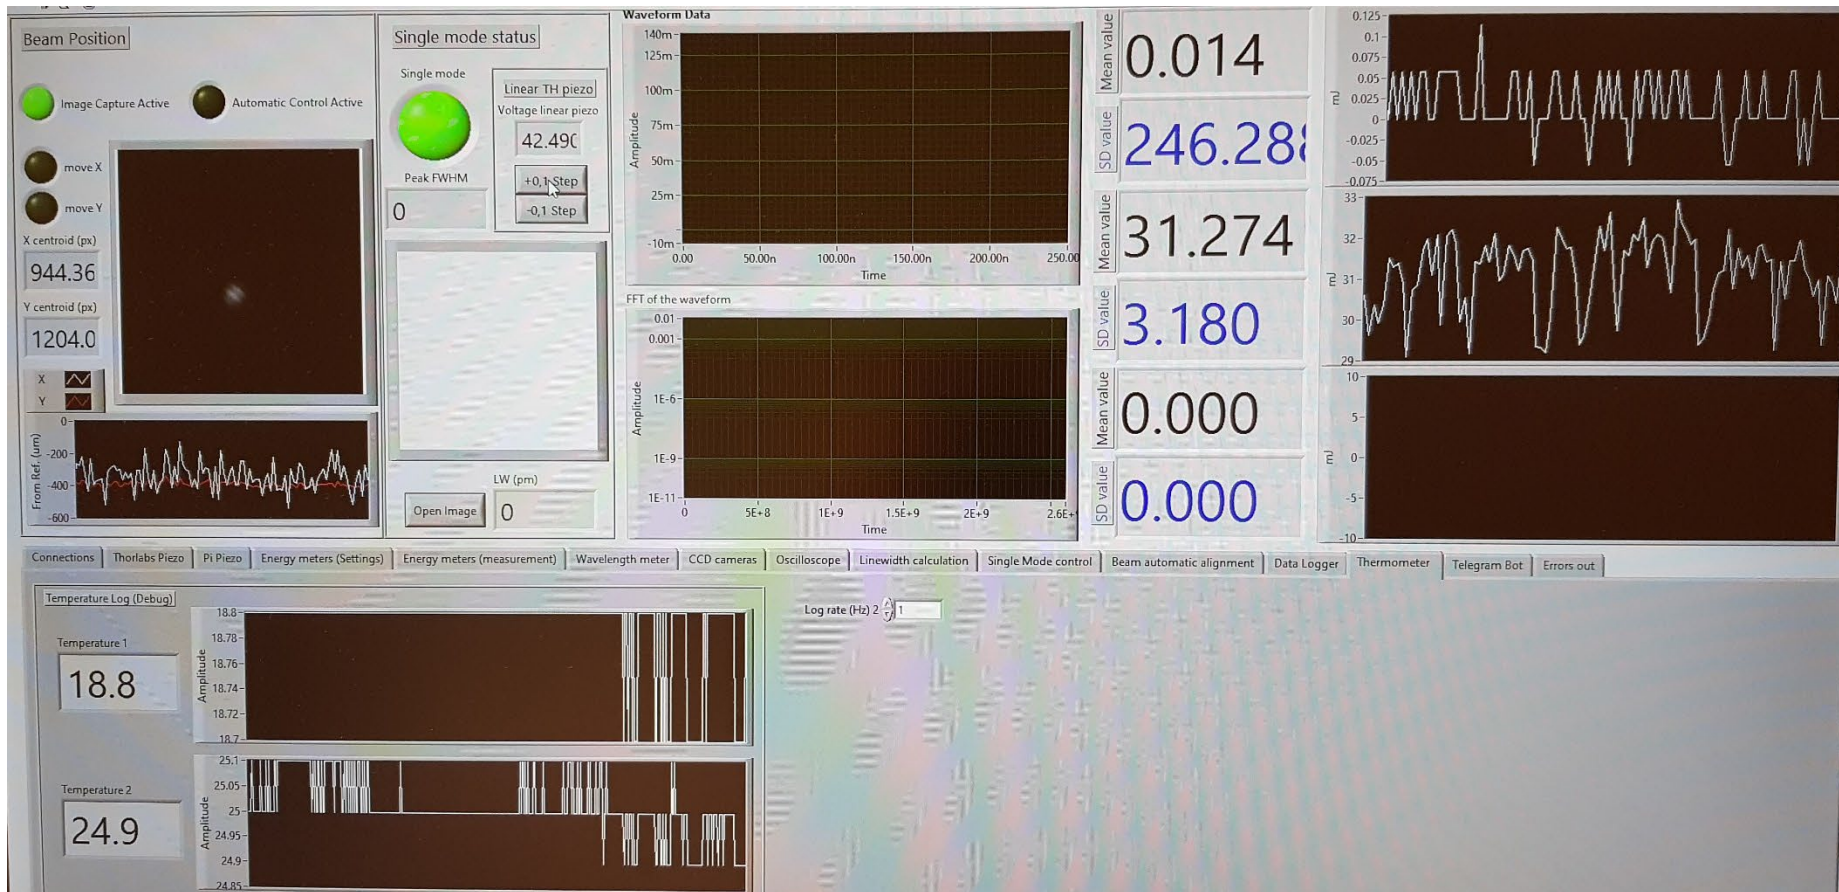 Beam Position
Image Capture Active
Automatic Control Active
move X
move Y
X centroid (px)
944.36
Y centroid (px)
1204.0
X
Y
From Ref. (um)
0
-200
-400
-600
Single mode status
Single mode
Linear TH piezo
Voltage linear piezo
42.490
+0,1 Step
-0,1 Step
Peak FWHM
0
LW (pm)
Open Image
0
Waveform Data
Amplitude
140m
125m
100m
75m
50m
25m
-10m
0.00 50.00n 100.00n 150.00n 200.00n 250.00
Time
FFT of the waveform
Amplitude
0.01
0.001
1E-6
1E-9
1E-11
0 5E+8 1E+9 1.5E+9 2E+9 2.6E+
Time
Mean value
0.014
SD value
246.28
Mean value
31.274
SD value
3.180
Mean value
0.000
SD value
0.000
mJ
0.125
0.1
0.075
0.05
0.025
0
-0.025
-0.05
-0.075
mJ
33
32
31
30
29
mJ
10
5
0
-5
-10
Connections Thorlabs Piezo Pi Piezo Energy meters (Settings) Energy meters (measurement) Wavelength meter CCD cameras Oscilloscope Linewidth calculation Single Mode control Beam automatic alignment Data Logger Thermometer Telegram Bot Errors out
Temperature Log (Debug)
Temperature 1
18.8
Amplitude
18.8
18.78
18.76
18.74
18.72
18.7
Log rate (Hz) 2 1
Temperature 2
24.9
Amplitude
25.1
25.05
25
24.95
24.9
24.85